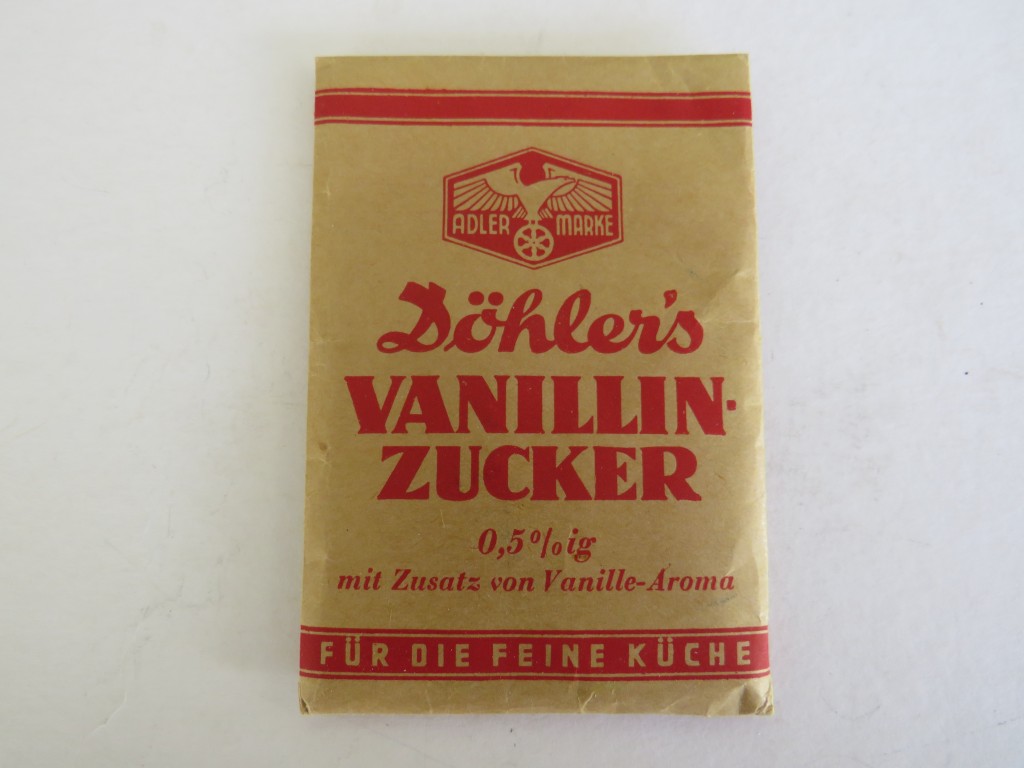 ADLER MARKE
Döhler's
VANILLIN-
ZUCKER
0,5%ig
mit Zusatz von Vanille-Aroma
FÜR DIE FEINE KÜCHE